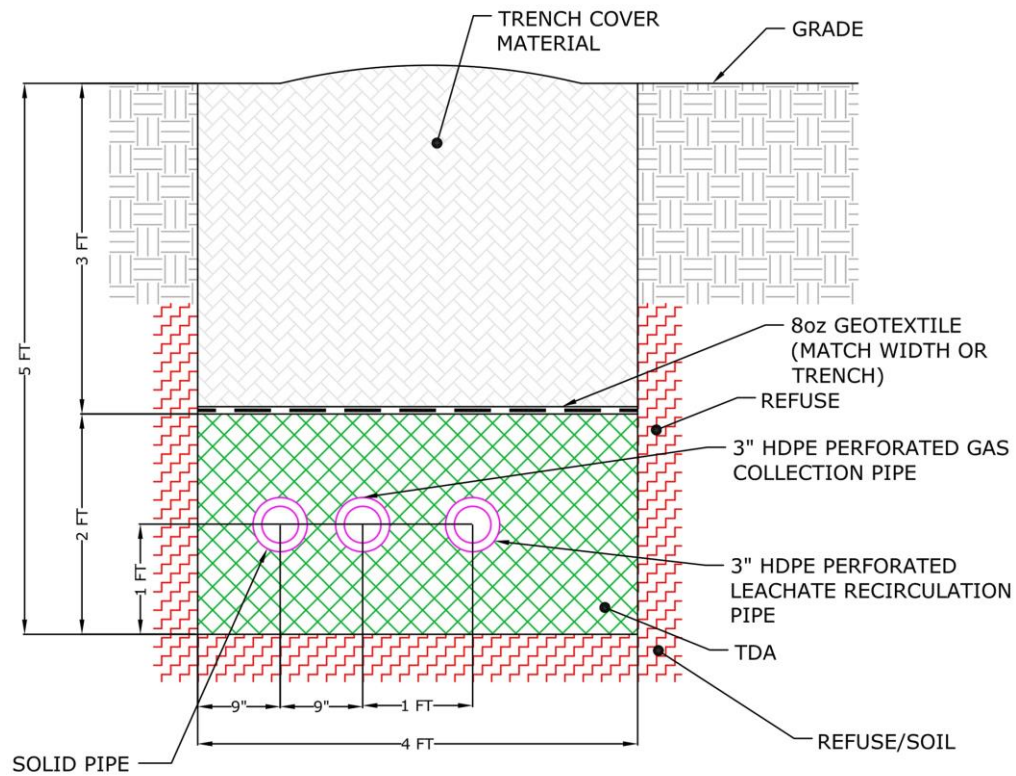 TRENCH COVER
MATERIAL
GRADE
3 FT
5 FT
8oz GEOTEXTILE
(MATCH WIDTH OR
TRENCH)
REFUSE
3" HDPE PERFORATED GAS
COLLECTION PIPE
2 FT
1 FT
3" HDPE PERFORATED
LEACHATE RECIRCULATION
PIPE
TDA
9"
9"
1 FT
4 FT
REFUSE/SOIL
SOLID PIPE